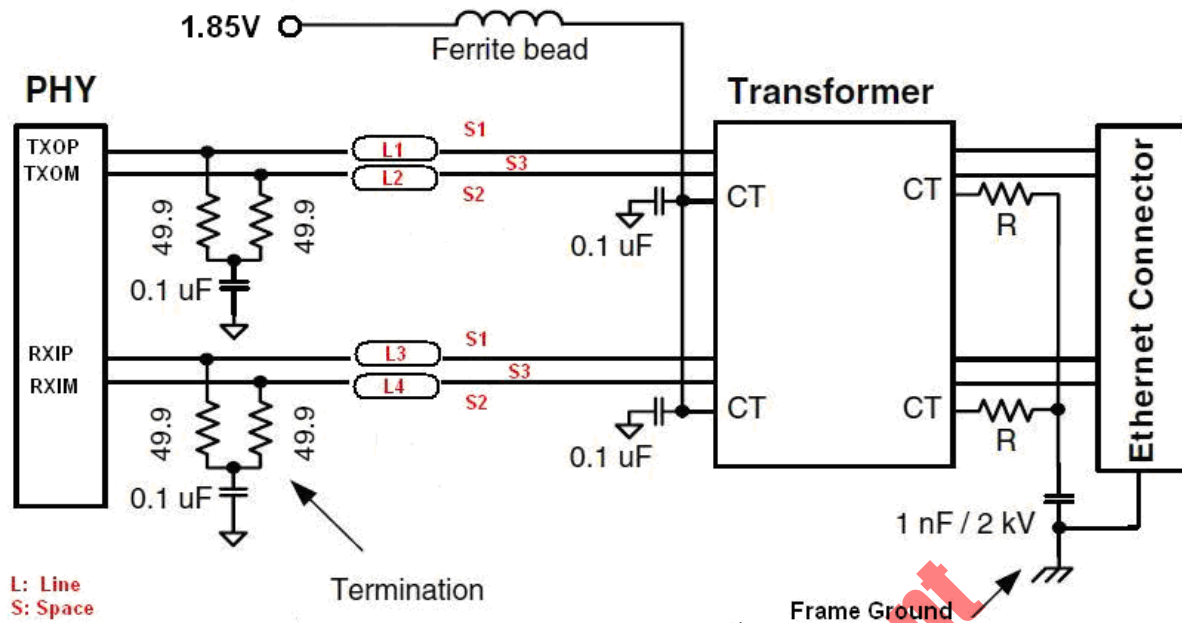 1.85V
Ferrite bead
PHY
Transformer
TXOP
TXOM
L1
L2
S1
S3
S2
49.9
49.9
0.1 uF
0.1 uF
CT
CT
R
Ethernet Connector
RXIP
RXIM
L3
L4
S1
S3
S2
49.9
49.9
0.1 uF
0.1 uF
CT
CT
R
1 nF / 2 kV
L: Line
S: Space
Termination
Frame Ground